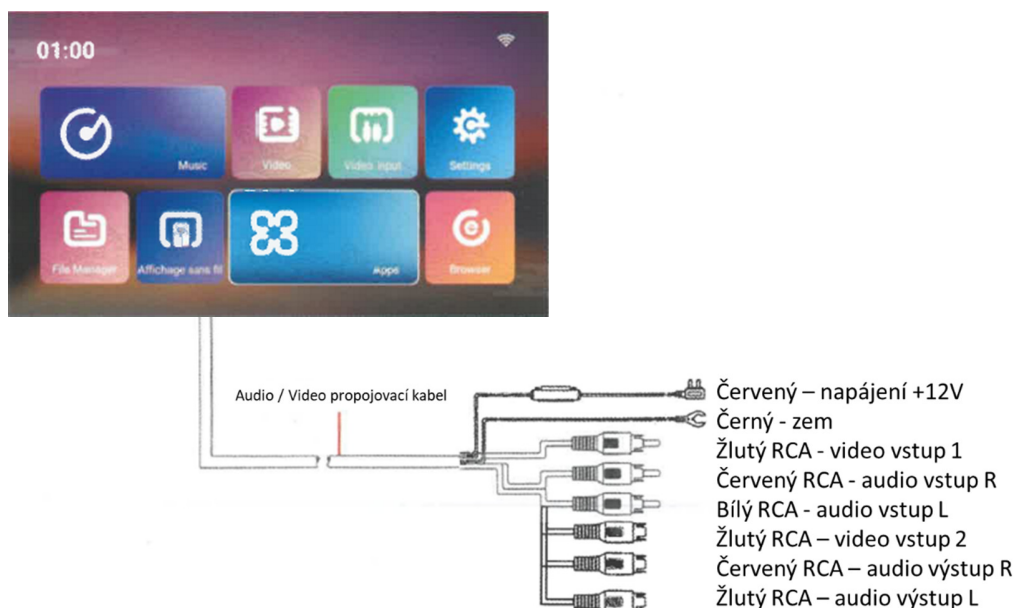 01:00
Music
Video
Video Input
Settings
File Manager
Affichage sans fil
Apps
Browser
Audio / Video propojovací kabel
Červený – napájení +12V
Černý - zem
Žlutý RCA - video vstup 1
Červený RCA - audio vstup R
Bílý RCA - audio vstup L
Žlutý RCA – video vstup 2
Červený RCA – audio výstup R
Žlutý RCA – audio výstup L